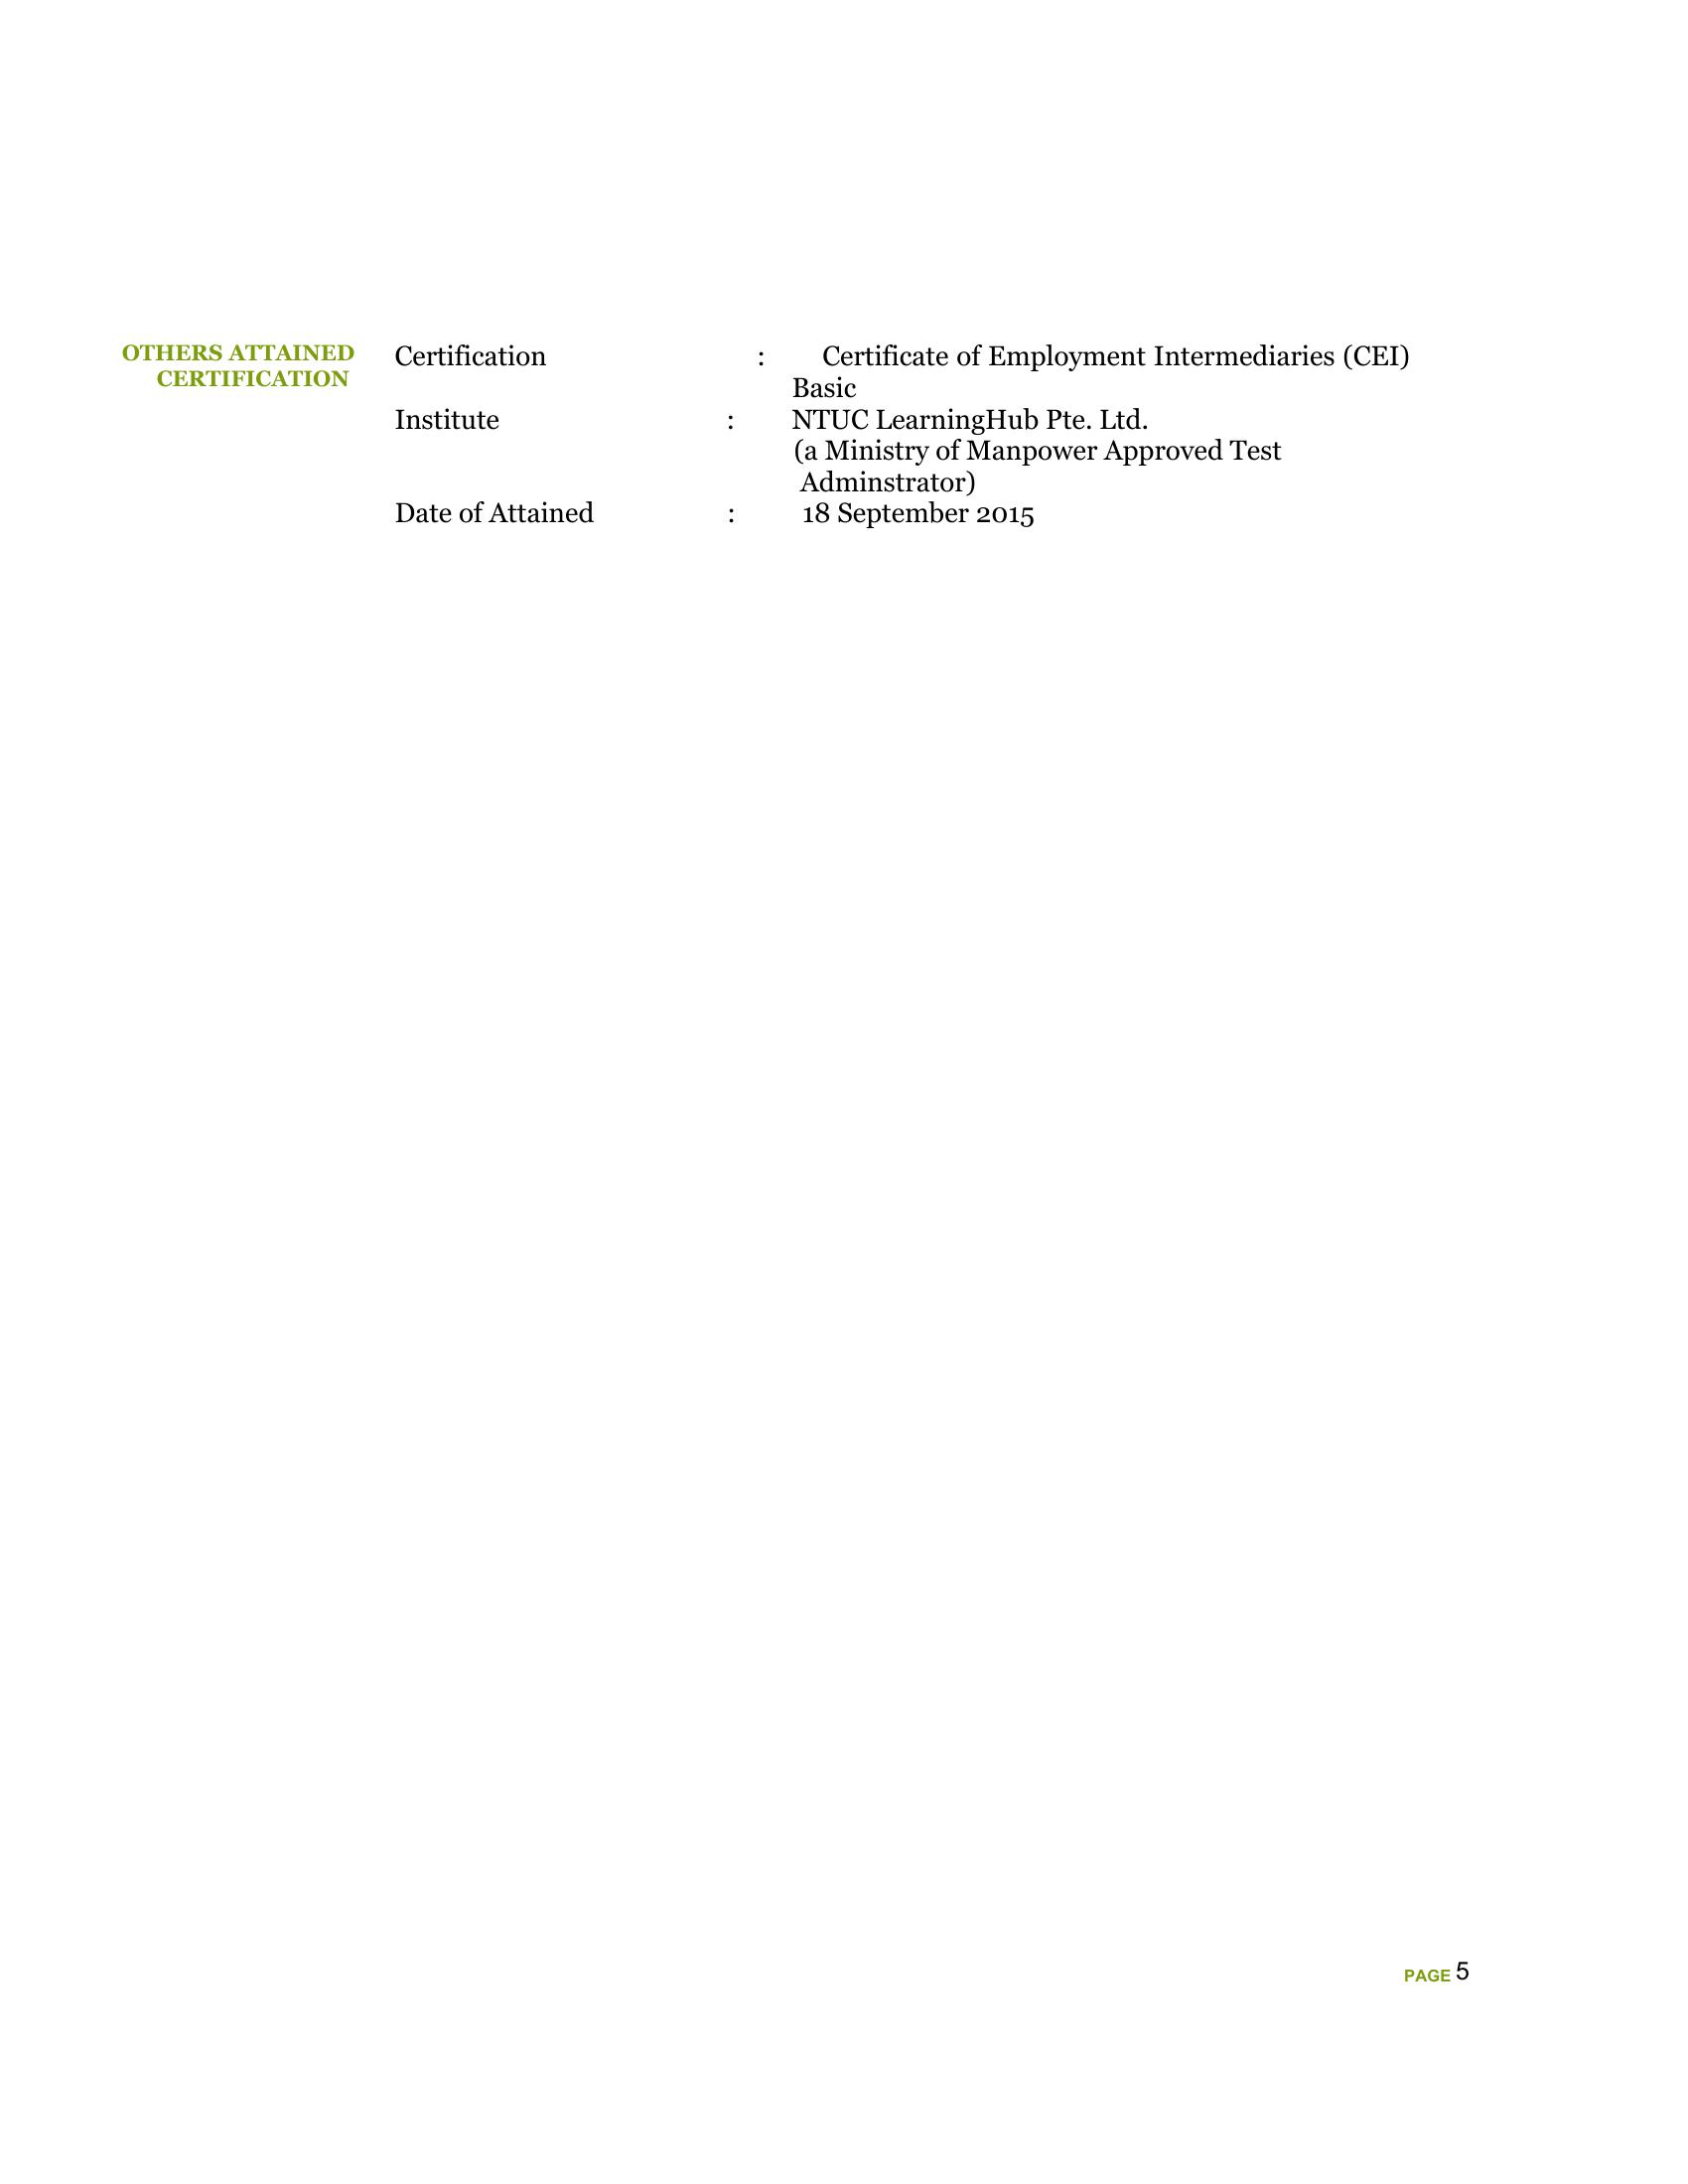 OTHERS ATTAINED
CERTIFICATION
Certification : Certificate of Employment Intermediaries (CEI)
Basic
Institute : NTUC LearningHub Pte. Ltd.
(a Ministry of Manpower Approved Test
Adminstrator)
Date of Attained : 18 September 2015
PAGE 5